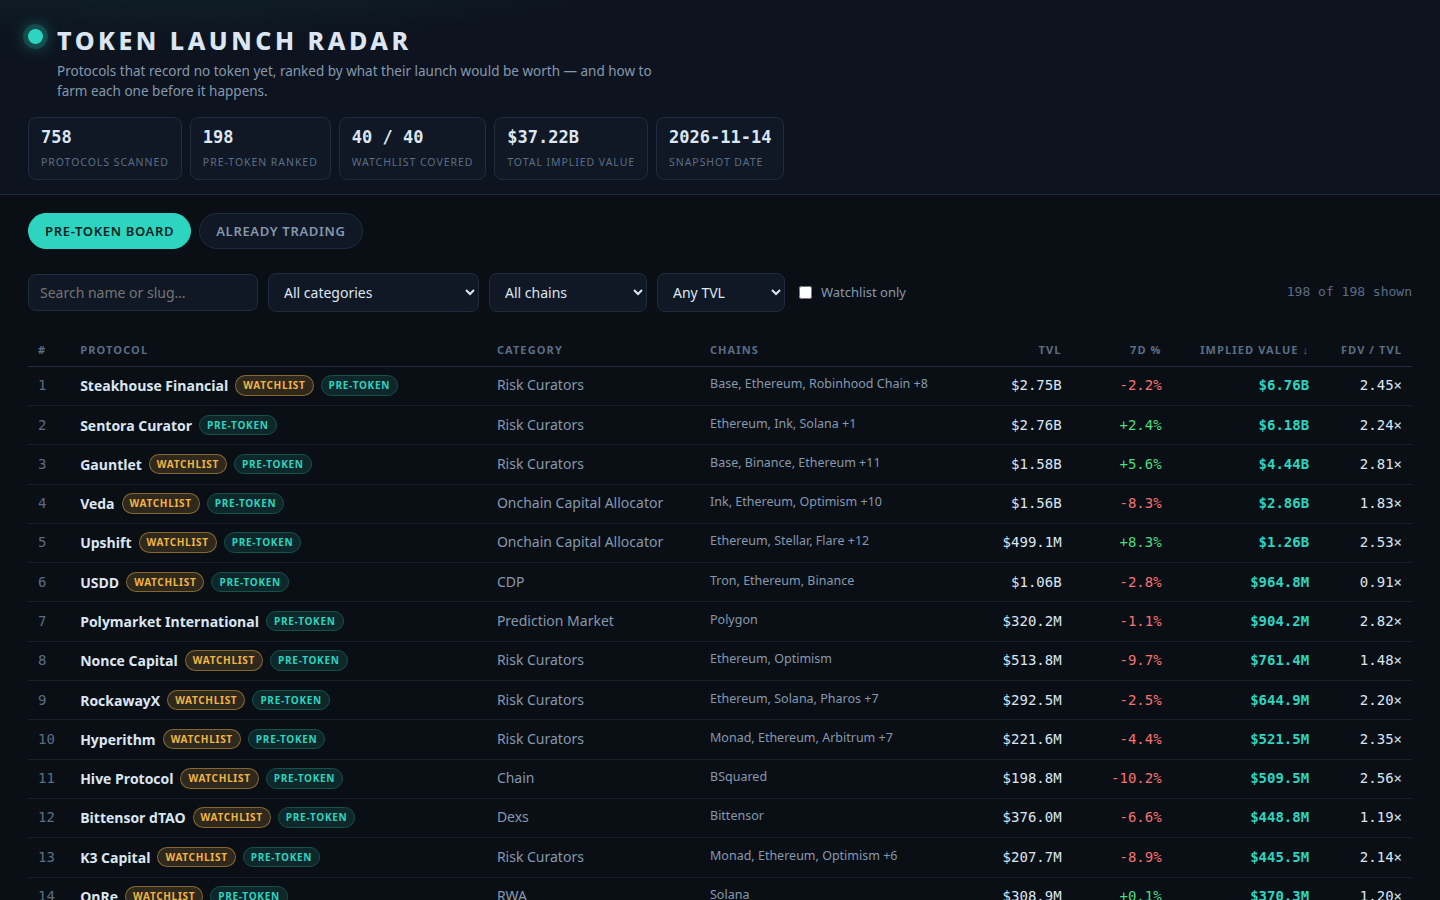 TOKEN LAUNCH RADAR
Protocols that record no token yet, ranked by what their launch would be worth — and how to
farm each one before it happens.
758 198 40 / 40 $37.22B 2026-11-14
PROTOCOLS SCANNED PRE-TOKEN RANKED WATCHLIST COVERED TOTAL IMPLIED VALUE SNAPSHOT DATE
PRE-TOKEN BOARD ALREADY TRADING
Search name or slug... All categories All chains Any TVL Watchlist only 198 of 198 shown
# PROTOCOL CATEGORY CHAINS TVL 7D % IMPLIED VALUE ↓ FDV / TVL
1 Steakhouse Financial WATCHLIST PRE-TOKEN Risk Curators Base, Ethereum, Robinhood Chain +8 $2.75B -2.2% $6.76B 2.45×
2 Sentora Curator PRE-TOKEN Risk Curators Ethereum, Ink, Solana +1 $2.76B +2.4% $6.18B 2.24×
3 Gauntlet WATCHLIST PRE-TOKEN Risk Curators Base, Binance, Ethereum +11 $1.58B +5.6% $4.44B 2.81×
4 Veda WATCHLIST PRE-TOKEN Onchain Capital Allocator Ink, Ethereum, Optimism +10 $1.56B -8.3% $2.86B 1.83×
5 Upshift WATCHLIST PRE-TOKEN Onchain Capital Allocator Ethereum, Stellar, Flare +12 $499.1M +8.3% $1.26B 2.53×
6 USDD WATCHLIST PRE-TOKEN CDP Tron, Ethereum, Binance $1.06B -2.8% $964.8M 0.91×
7 Polymarket International PRE-TOKEN Prediction Market Polygon $320.2M -1.1% $904.2M 2.82×
8 Nonce Capital WATCHLIST PRE-TOKEN Risk Curators Ethereum, Optimism $513.8M -9.7% $761.4M 1.48×
9 RockawayX WATCHLIST PRE-TOKEN Risk Curators Ethereum, Solana, Pharos +7 $292.5M -2.5% $644.9M 2.20×
10 Hyperithm WATCHLIST PRE-TOKEN Risk Curators Monad, Ethereum, Arbitrum +7 $221.6M -4.4% $521.5M 2.35×
11 Hive Protocol WATCHLIST PRE-TOKEN Chain BSquared $198.8M -10.2% $509.5M 2.56×
12 Bittensor dTAO WATCHLIST PRE-TOKEN Dexs Bittensor $376.0M -6.6% $448.8M 1.19×
13 K3 Capital WATCHLIST PRE-TOKEN Risk Curators Monad, Ethereum, Optimism +6 $207.7M -8.9% $445.5M 2.14×
14 OnRe WATCHLIST PRE-TOKEN RWA Solana $308.9M +0.1% $370.3M 1.20×